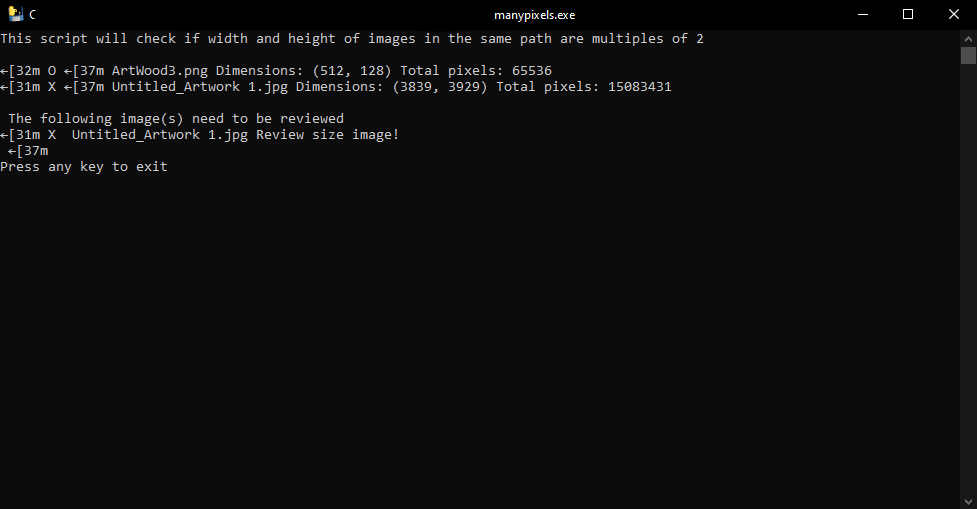 C manypixels.exe
This script will check if width and height of images in the same path are multiples of 2
←[32m O ←[37m ArtWood3.png Dimensions: (512, 128) Total pixels: 65536
←[31m X ←[37m Untitled_Artwork 1.jpg Dimensions: (3839, 3929) Total pixels: 15083431
The following image(s) need to be reviewed
←[31m X  Untitled_Artwork 1.jpg Review size image!
←[37m
Press any key to exit